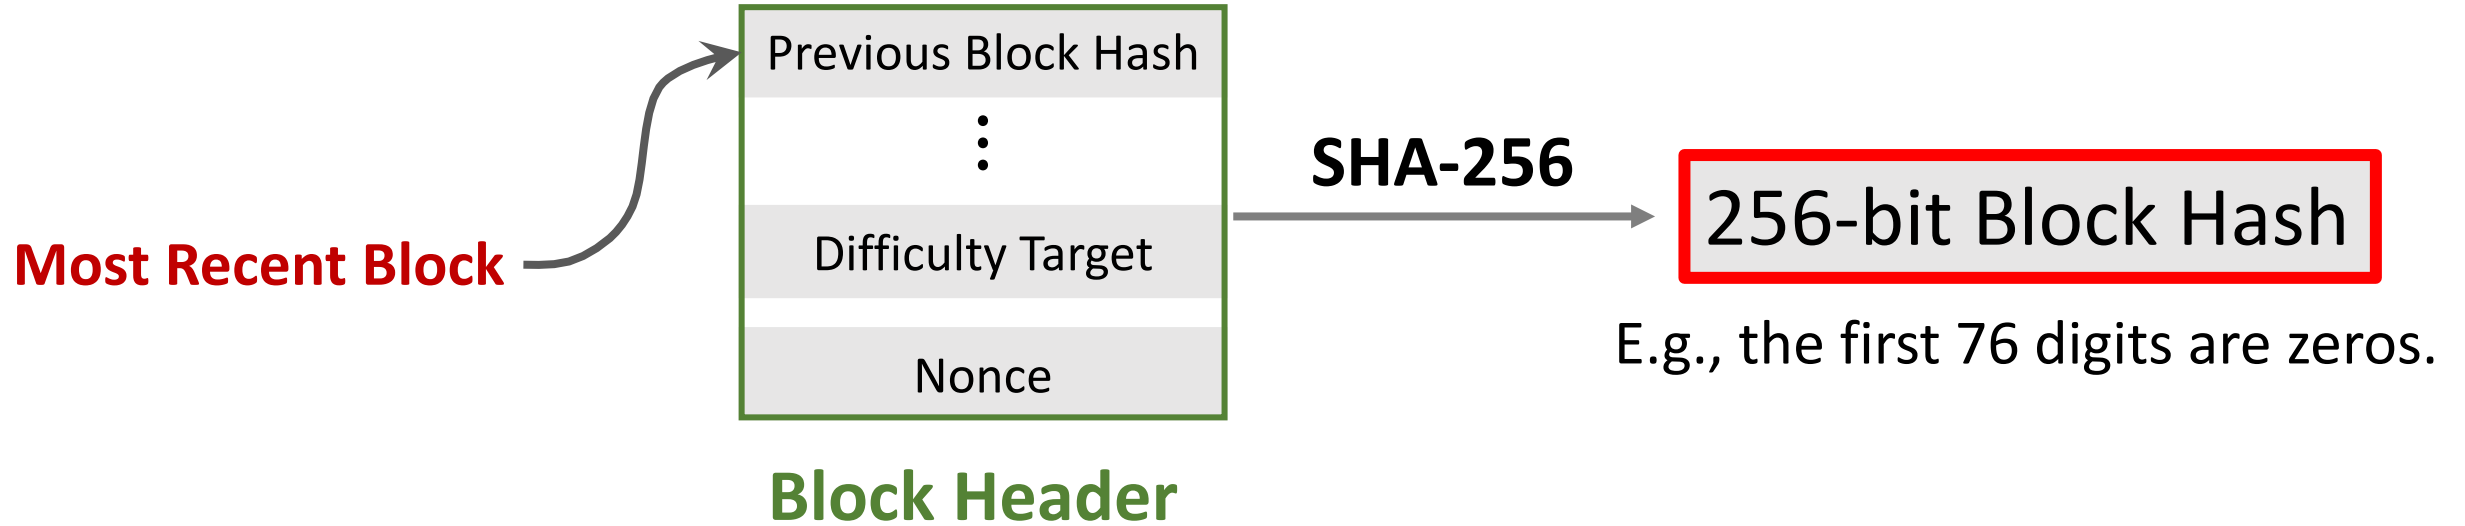 Most Recent Block
Previous Block Hash
⋮
Difficulty Target
Nonce
Block Header
SHA-256
256-bit Block Hash
E.g., the first 76 digits are zeros.